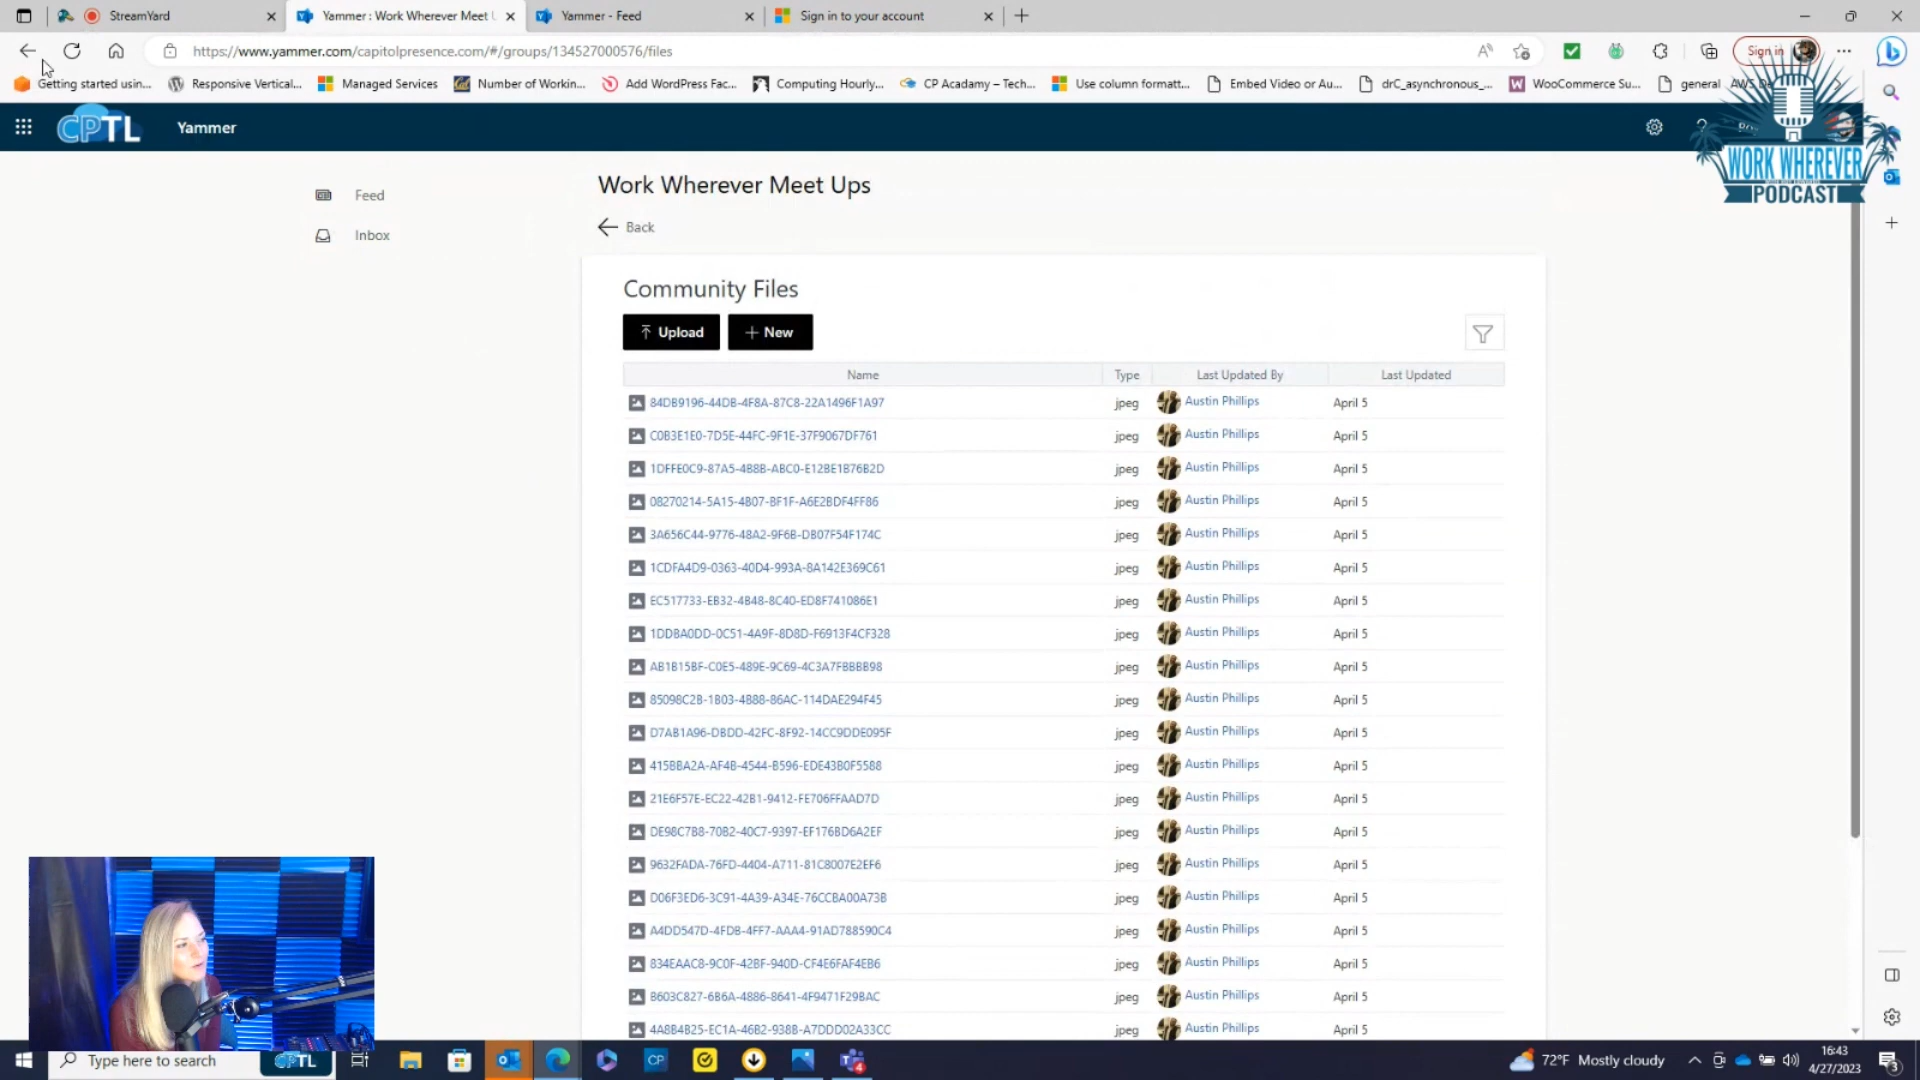 StreamYard
Yammer : Work Wherever Meet U
Yammer - Feed
Sign in to your account
https://www.yammer.com/capitolpresence.com/#/groups/134527000576/files
Sign in
Getting started usin...
Responsive Vertical...
Managed Services
Number of Workin...
Add WordPress Fac...
Computing Hourly...
CP Acadamy – Tech...
Use column formatt...
Embed Video or Au...
drC_asynchronous_...
WooCommerce Su...
general
CPTL
Yammer
?
WORK WHEREVER
PODCAST
Feed
Inbox
Work Wherever Meet Ups
Back
Community Files
Upload
New
Name Type Last Updated By Last Updated
84DB9196-44DB-4F8A-87C8-22A1496F1A97 jpeg Austin Phillips April 5
C0B3E1E0-7D5E-44FC-9F1E-37F9067DF761 jpeg Austin Phillips April 5
1DFFE0C9-87A5-4B8B-ABC0-E12BE1B76B2D jpeg Austin Phillips April 5
08270214-5A15-4B07-BF1F-A6E2BDF4FF86 jpeg Austin Phillips April 5
3A656C44-9776-48A2-9F6B-DB07F54F174C jpeg Austin Phillips April 5
1CDFA4D9-0363-40D4-993A-8A142E369C61 jpeg Austin Phillips April 5
EC517733-EB32-4B48-8C40-ED8F741086E1 jpeg Austin Phillips April 5
1DDBA0DD-0C51-4A9F-8D8D-F6913F4CF328 jpeg Austin Phillips April 5
AB1B15BF-C0E5-489E-9C69-4C3A7FBBBB98 jpeg Austin Phillips April 5
85098C2B-1B03-4888-86AC-114DAE294F45 jpeg Austin Phillips April 5
D7AB1A96-DBDD-42FC-8F92-14CC9DDE095F jpeg Austin Phillips April 5
415BBA2A-AF4B-4544-B596-EDE43B0F5588 jpeg Austin Phillips April 5
21E6F57E-EC22-42B1-9412-FE706FFAAD7D jpeg Austin Phillips April 5
DE98C7B8-70B2-40C7-9397-EF176BD6A2EF jpeg Austin Phillips April 5
9632FADA-76FD-4404-A711-81C8007E2EF6 jpeg Austin Phillips April 5
D06F3ED6-3C91-4A39-A34E-76CCBA00A73B jpeg Austin Phillips April 5
A4DD547D-4FDB-4FF7-AAA4-91AD788590C4 jpeg Austin Phillips April 5
834EAAC8-9C0F-42BF-940D-CF4E6FAF4EB6 jpeg Austin Phillips April 5
B603C827-6B6A-4886-8641-4F9471F29BAC jpeg Austin Phillips April 5
4A8B4B25-EC1A-46B2-938B-A7DDD02A33CC jpeg Austin Phillips April 5
Type here to search
CPTL
CP
4
72°F Mostly cloudy
16:43
4/27/2023
3